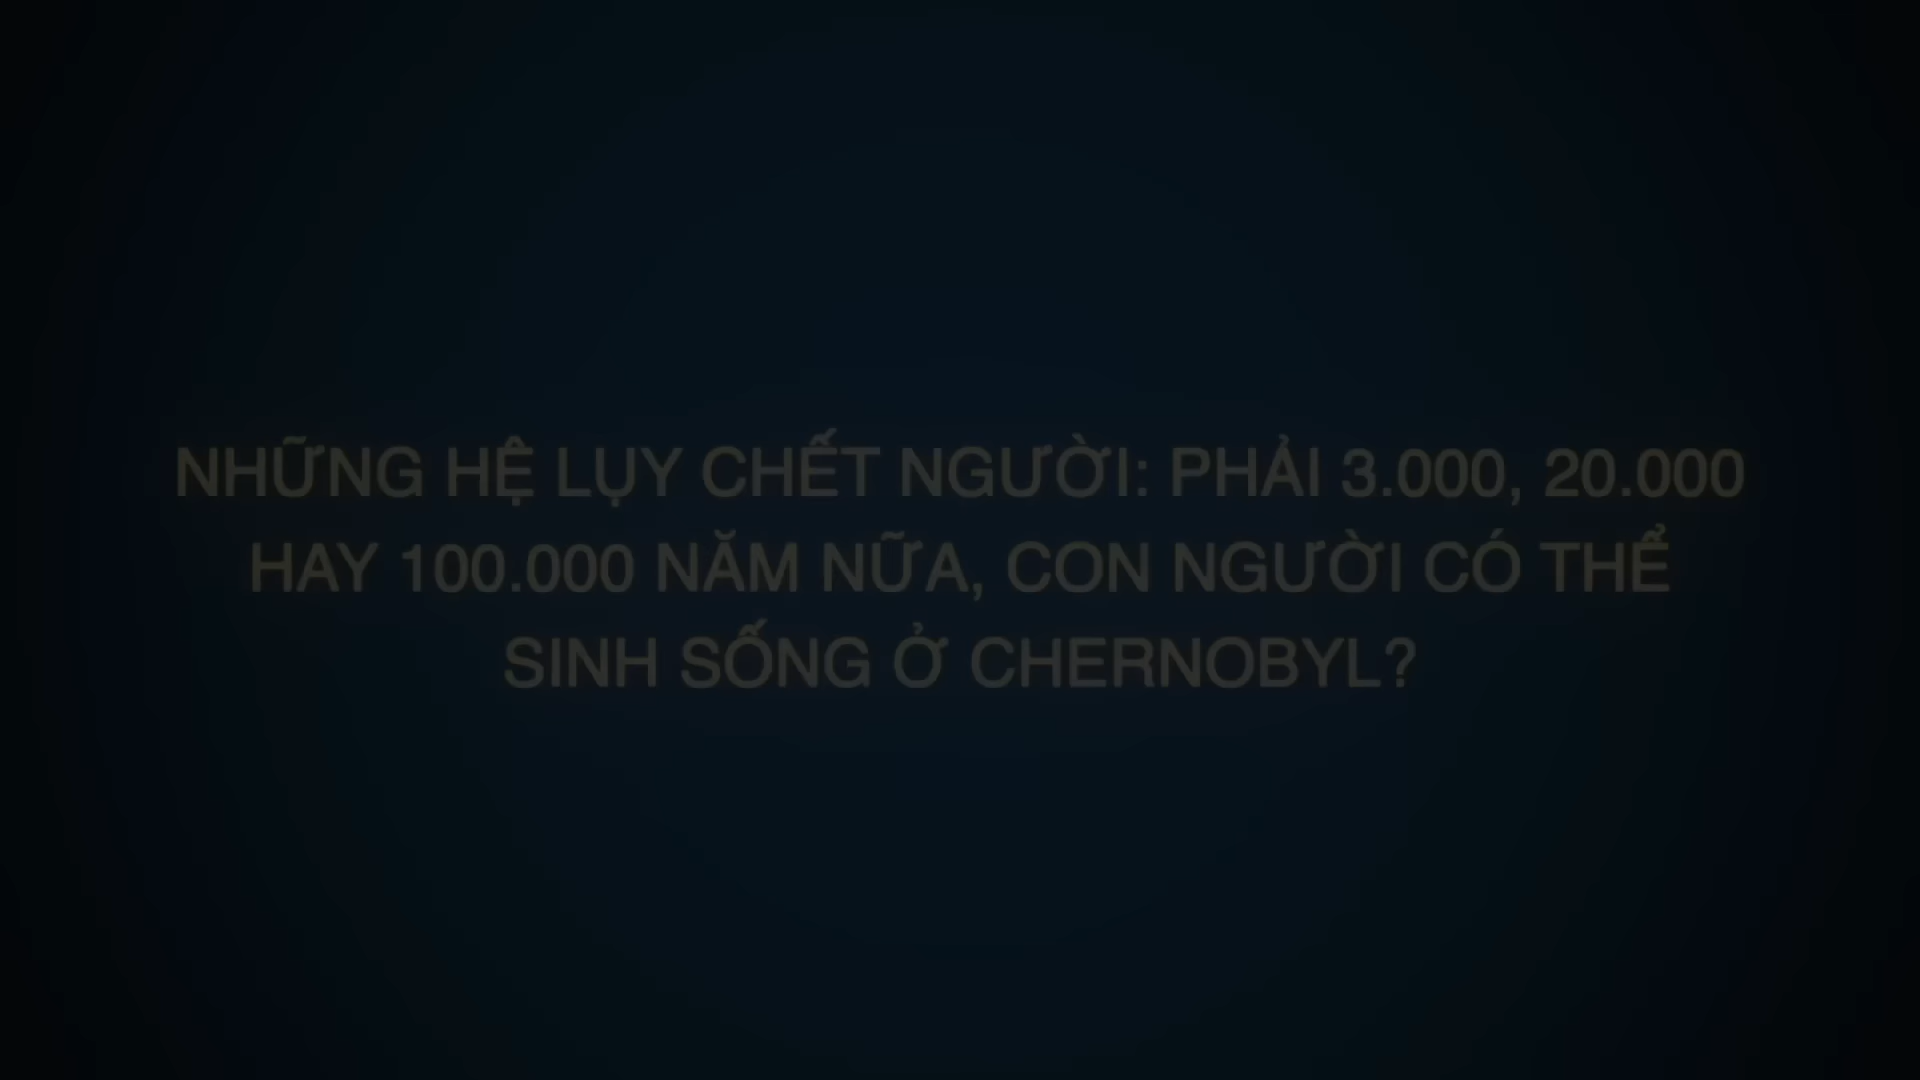 NHỮNG HỆ LỤY CHẾT NGƯỜI: PHẢI 3.000, 20.000
HAY 100.000 NĂM NỮA, CON NGƯỜI CÓ THỂ
SINH SỐNG Ở CHERNOBYL?